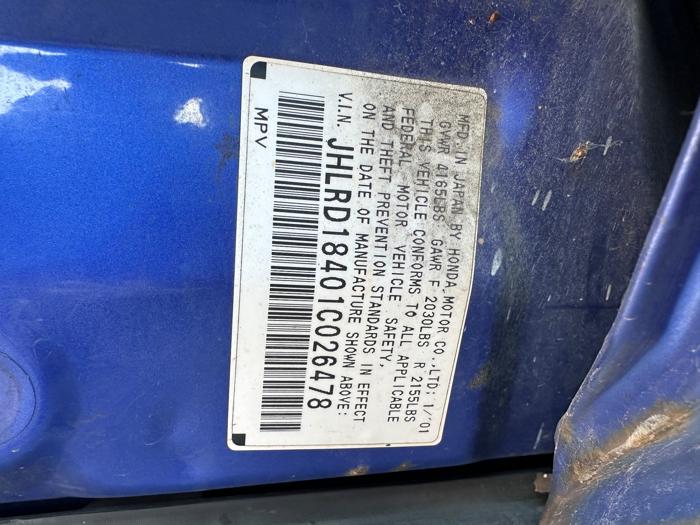 MFD.IN JAPAN BY HONDA MOTOR CO.,LTD; 1/'01
GVWR 4165LBS GAWR F 2030LBS R 2155LBS
THIS VEHICLE CONFORMS TO ALL APPLICABLE
FEDERAL MOTOR VEHICLE SAFETY,
AND THEFT PREVENTION STANDARDS IN EFFECT
ON THE DATE OF MANUFACTURE SHOWN ABOVE:
V.I.N. JHLRD18401C026478
MPV